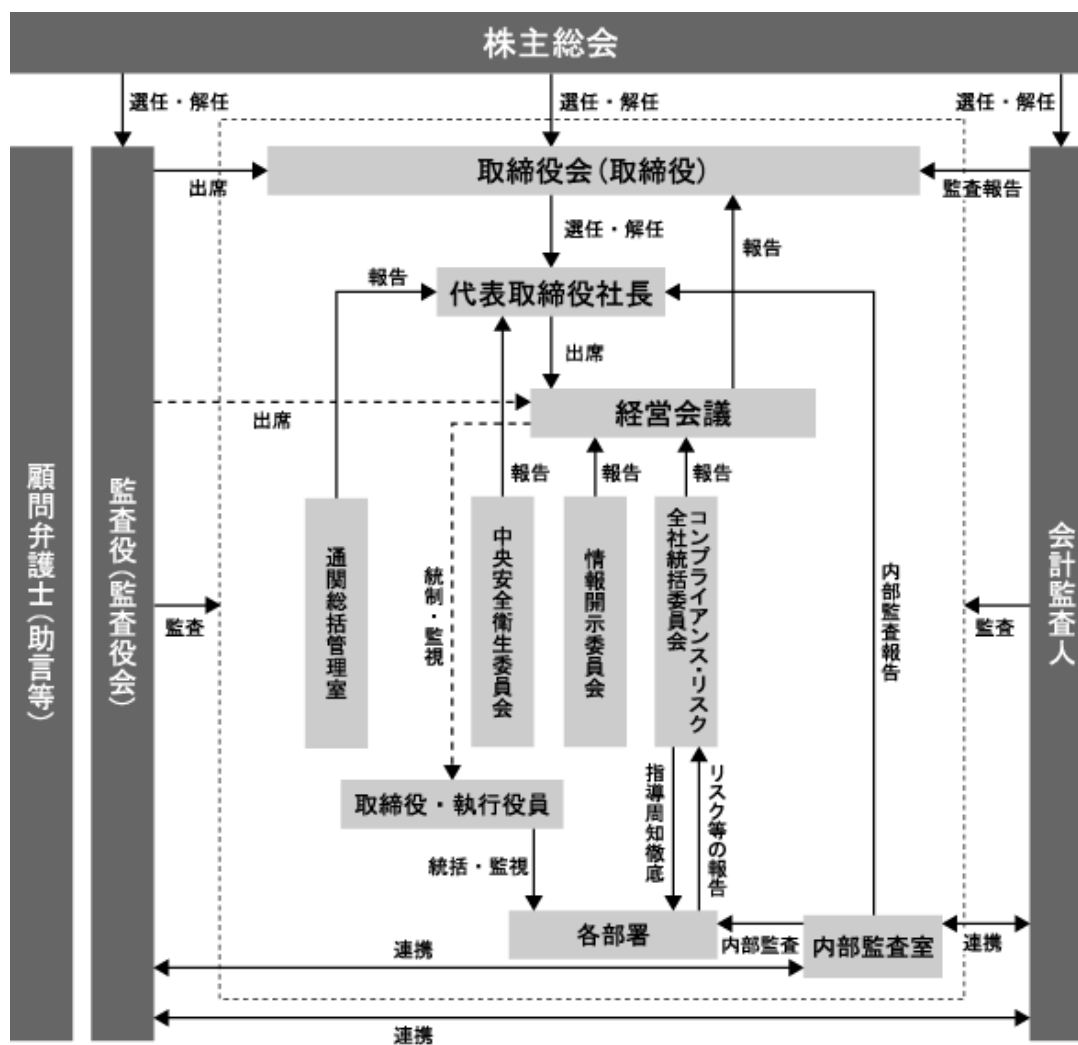 株主総会
選任・解任
選任・解任
選任・解任
取締役会(取締役)
出席
監査報告
選任・解任
報告
報告
代表取締役社長
出席
経営会議
出席
報告
報告
報告
顧問弁護士(助言等)
監査役(監査役会)
会計監査人
通関総括管理室
統制・監視
中央安全衛生委員会
情報開示委員会
コンプライアンス・リスク
全社統括委員会
内部監査報告
監査
監査
取締役・執行役員
指導周知徹底
リスク等の報告
統括・監視
各部署
内部監査
内部監査室
連携
連携
連携